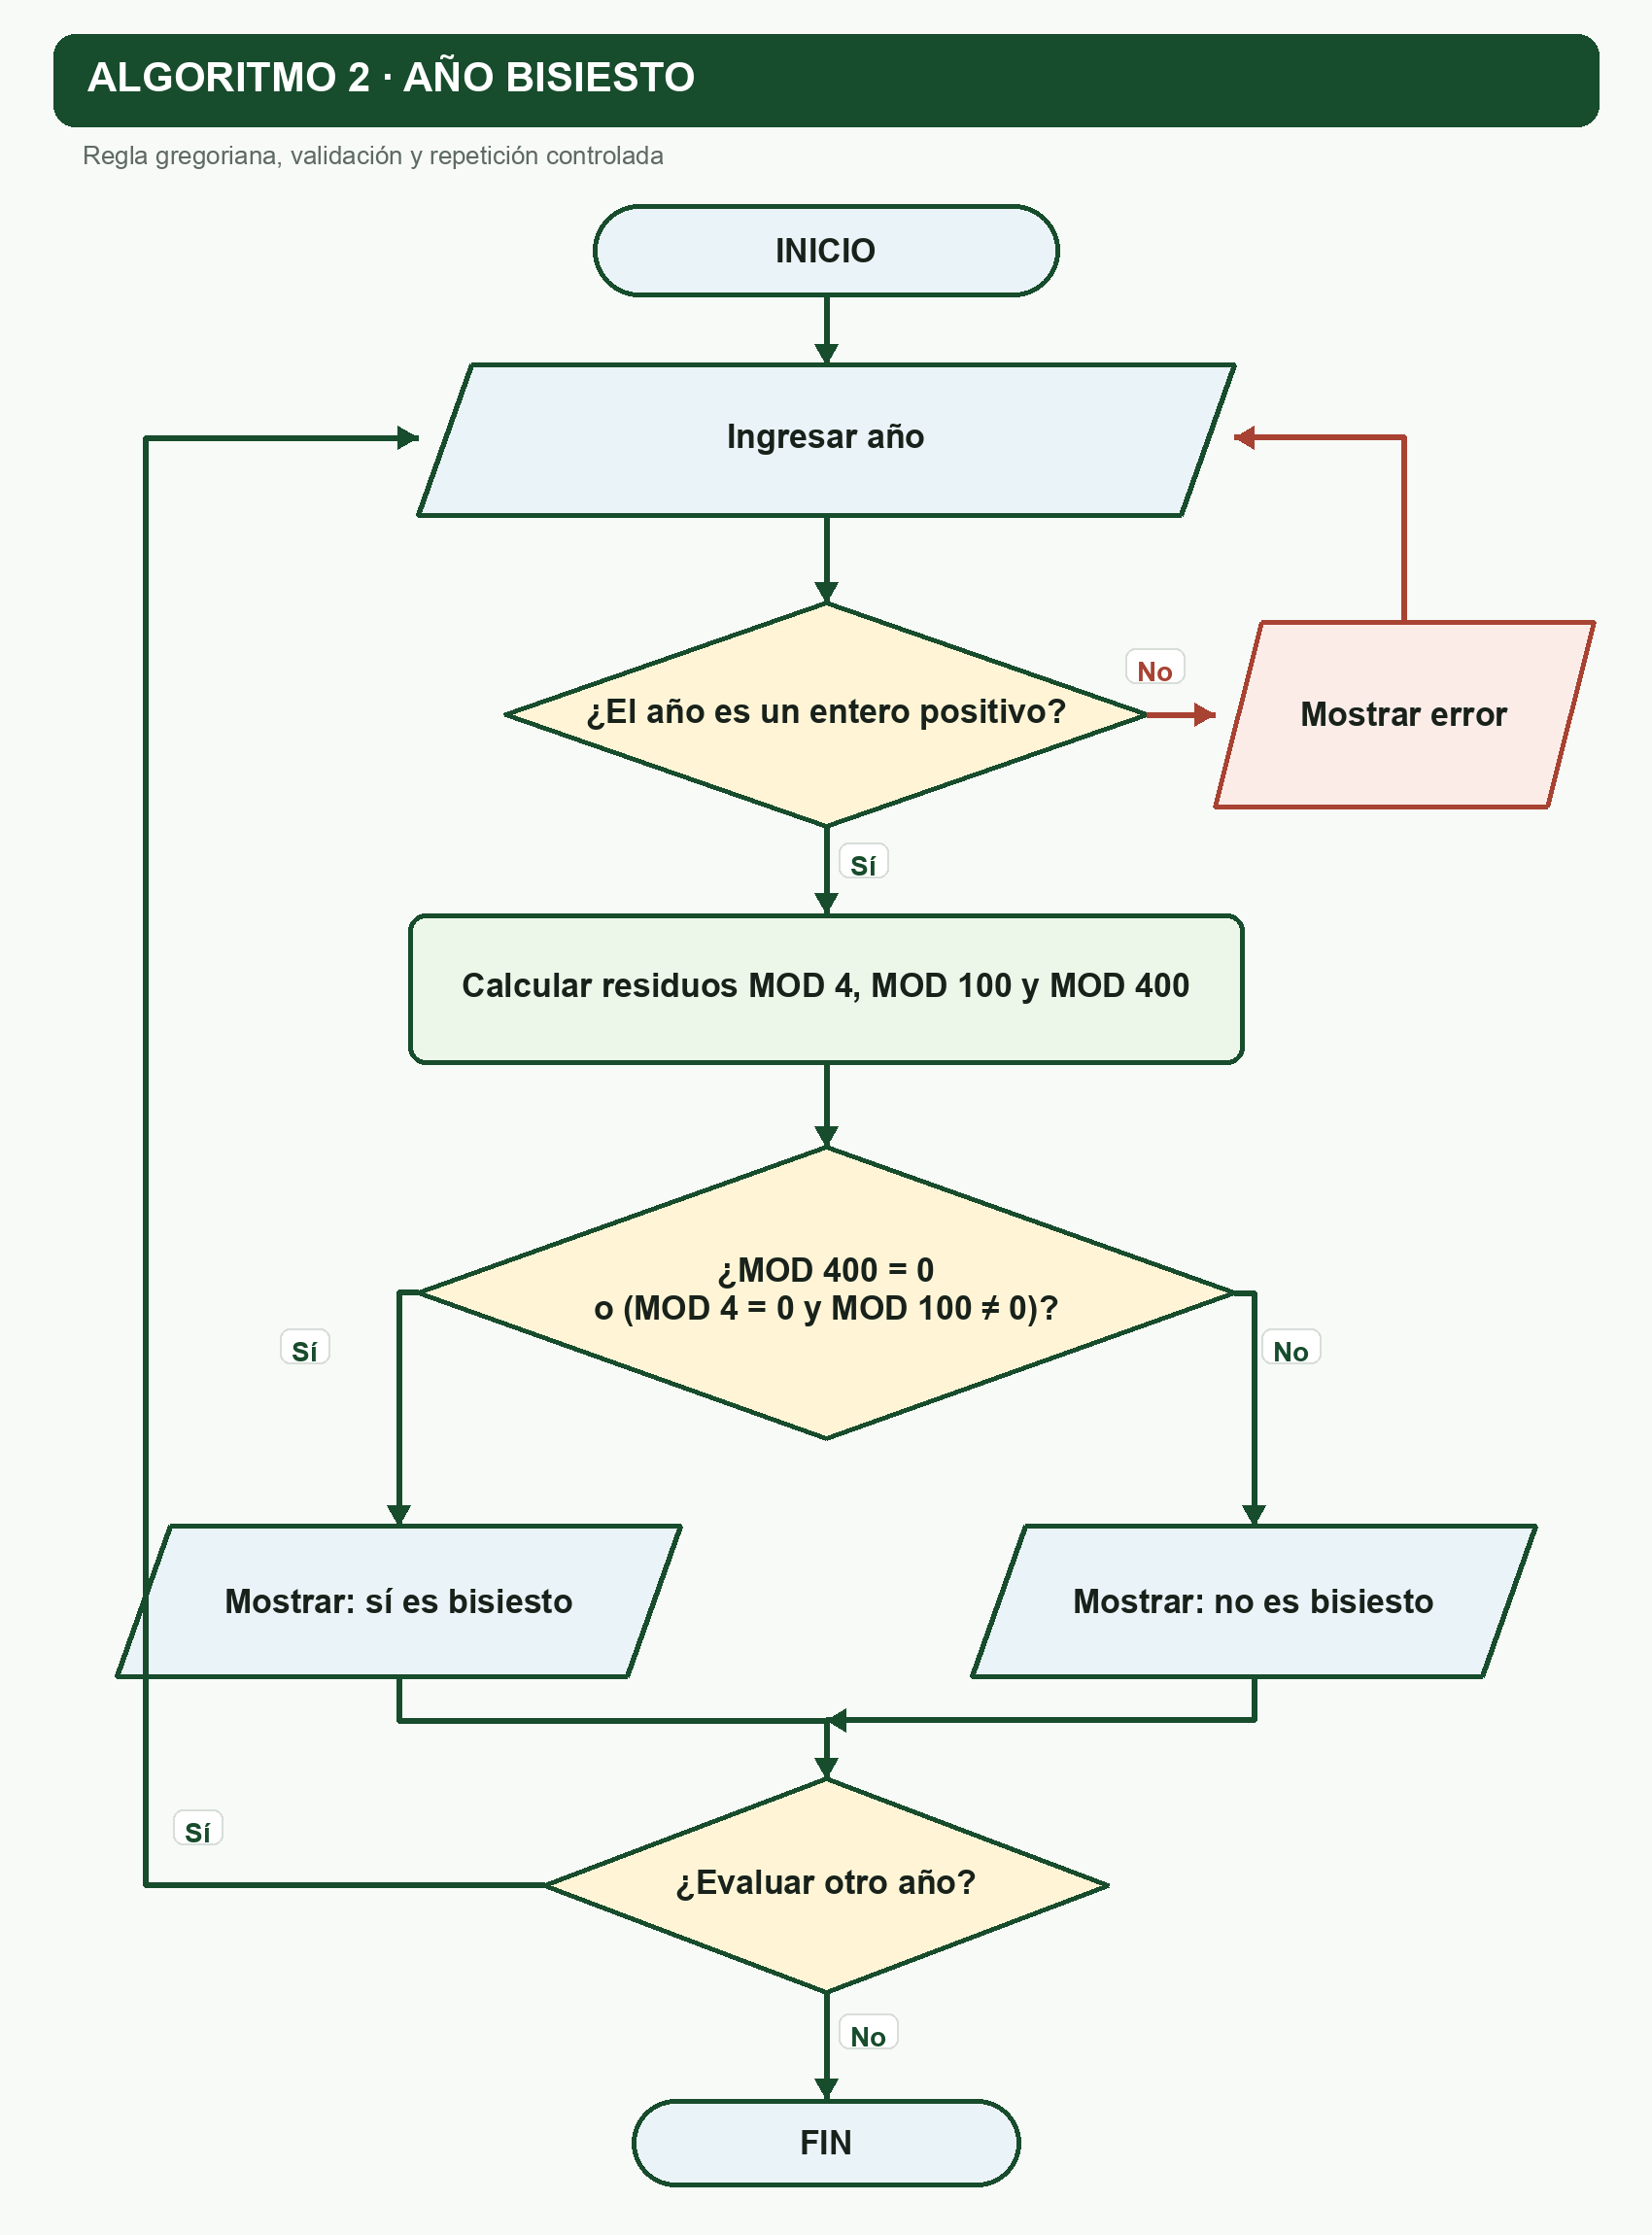 ALGORITMO 2 · AÑO BISIESTO
Regla gregoriana, validación y repetición controlada
INICIO
Ingresar año
¿El año es un entero positivo?
No
Mostrar error
Sí
Calcular residuos MOD 4, MOD 100 y MOD 400
¿MOD 400 = 0
o (MOD 4 = 0 y MOD 100 ≠ 0)?
Sí
No
Mostrar: sí es bisiesto
Mostrar: no es bisiesto
Sí
¿Evaluar otro año?
No
FIN